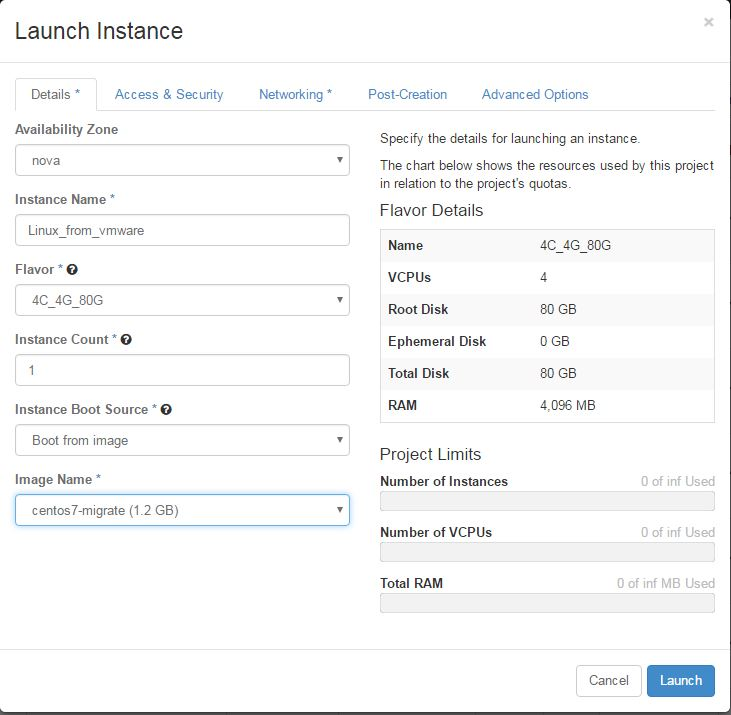 Launch Instance
×
Details *
Access & Security
Networking *
Post-Creation
Advanced Options
Availability Zone
nova
Instance Name *
Linux_from_vmware
Flavor * ?
4C_4G_80G
Instance Count * ?
1
Instance Boot Source * ?
Boot from image
Image Name *
centos7-migrate (1.2 GB)
Specify the details for launching an instance.
The chart below shows the resources used by this project
in relation to the project's quotas.
Flavor Details
Name 4C_4G_80G
VCPUs 4
Root Disk 80 GB
Ephemeral Disk 0 GB
Total Disk 80 GB
RAM 4,096 MB
Project Limits
Number of Instances 0 of inf Used
Number of VCPUs 0 of inf Used
Total RAM 0 of inf MB Used
Cancel
Launch